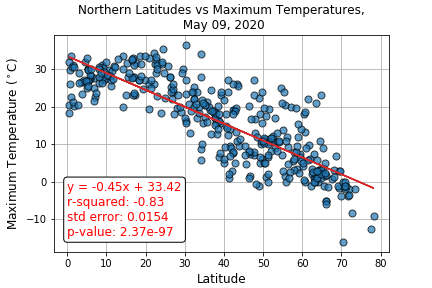 Northern Latitudes vs Maximum Temperatures,
May 09, 2020
Maximum Temperature (°C)
30
20
10
0
−10
y = -0.45x + 33.42
r-squared: -0.83
std error: 0.0154
p-value: 2.37e-97
0 10 20 30 40 50 60 70 80
Latitude